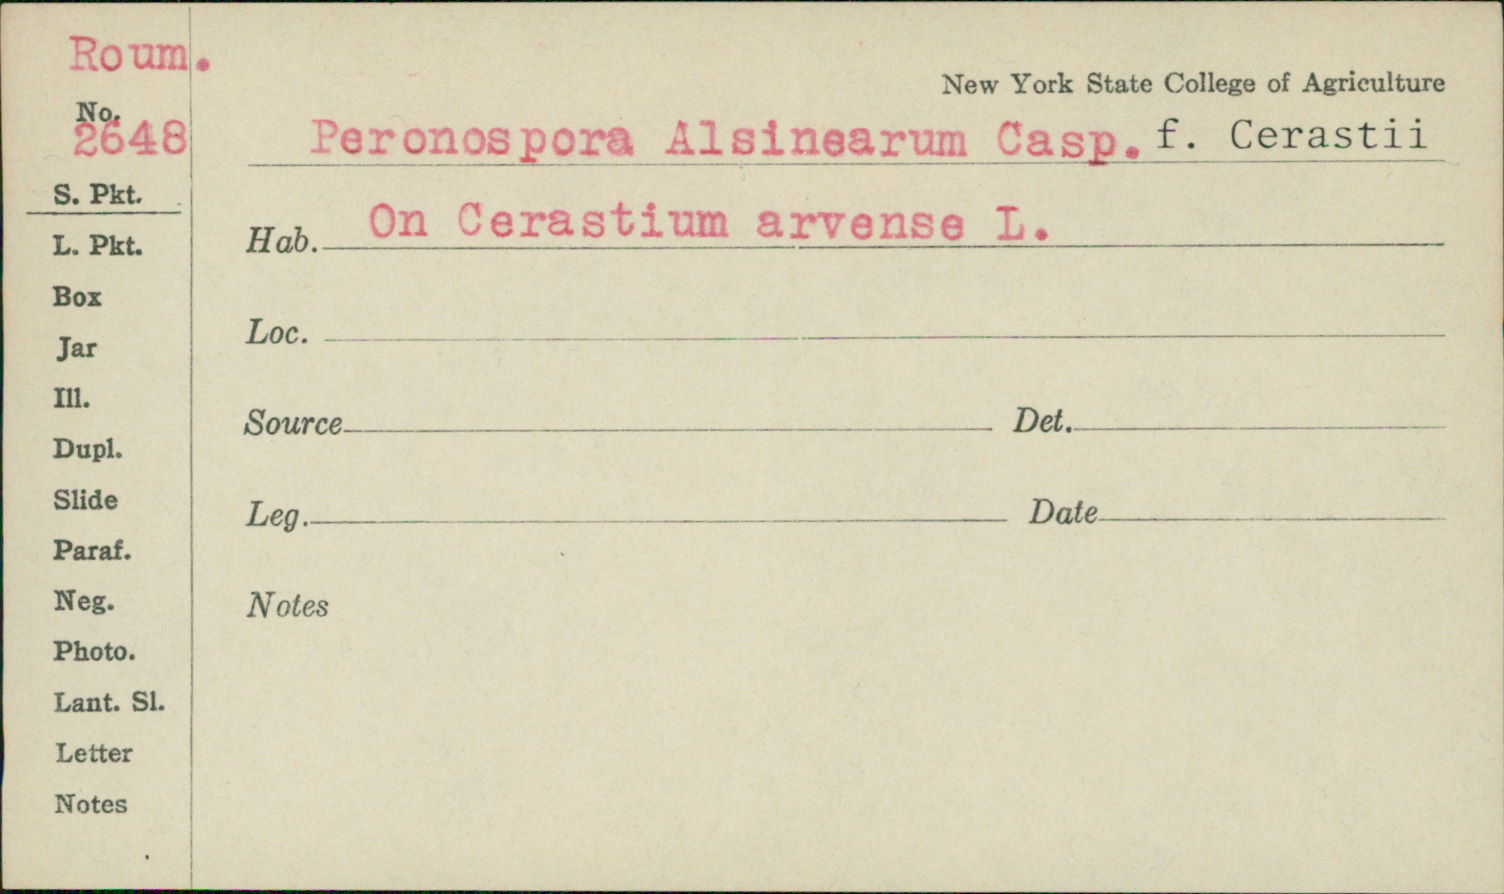 Roum.
No.
2648
S. Pkt.
L. Pkt.
Box
Jar
Ill.
Dupl.
Slide
Paraf.
Neg.
Photo.
Lant. Sl.
Letter
Notes
New York State College of Agriculture
Peronospora Alsinearum Casp. f. Cerastii
Hab. On Cerastium arvense L.
Loc.
Source Det.
Leg. Date
Notes